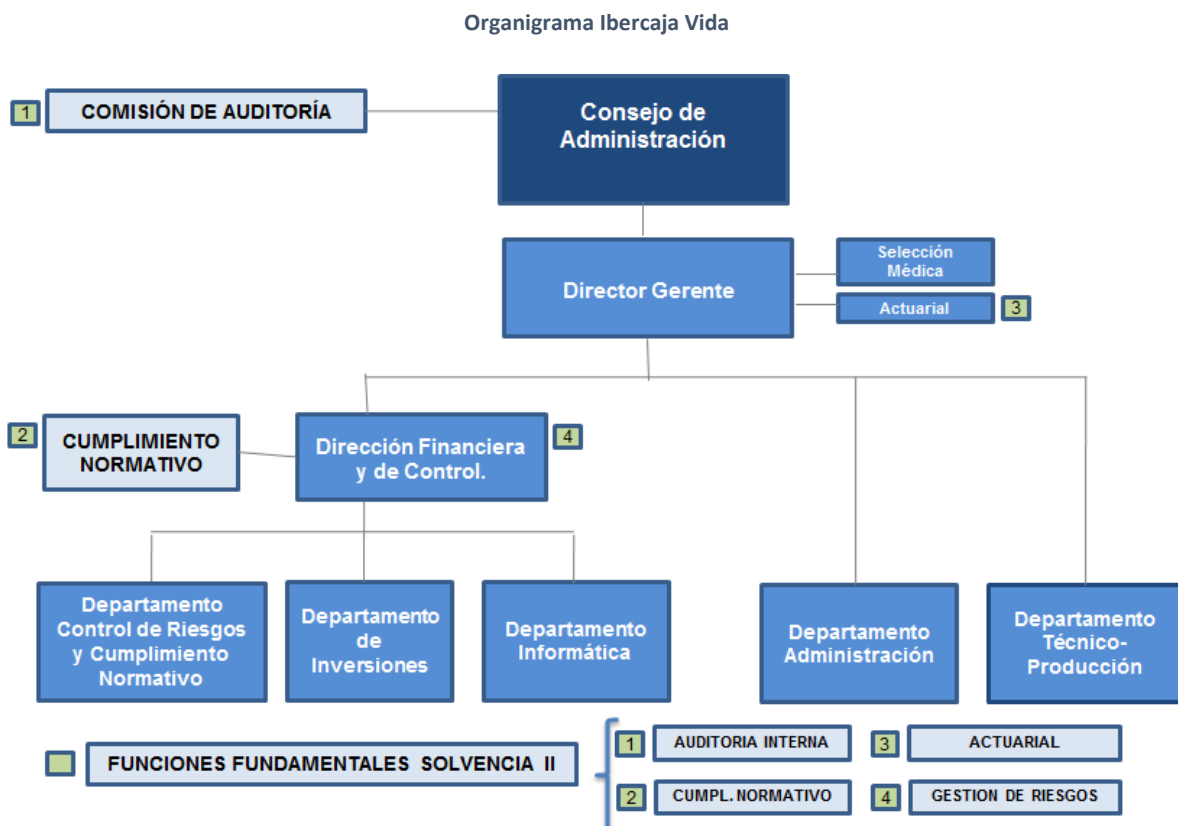 Organigrama Ibercaja Vida
1
COMISIÓN DE AUDITORÍA
Consejo de
Administración
Director Gerente
Selección
Médica
Actuarial
3
2
CUMPLIMIENTO
NORMATIVO
Dirección Financiera
y de Control.
4
Departamento
Control de Riesgos
y Cumplimiento
Normativo
Departamento
de
Inversiones
Departamento
Informática
Departamento
Administración
Departamento
Técnico-
Producción
FUNCIONES FUNDAMENTALES SOLVENCIA II
1
AUDITORIA INTERNA
3
ACTUARIAL
2
CUMPL. NORMATIVO
4
GESTION DE RIESGOS